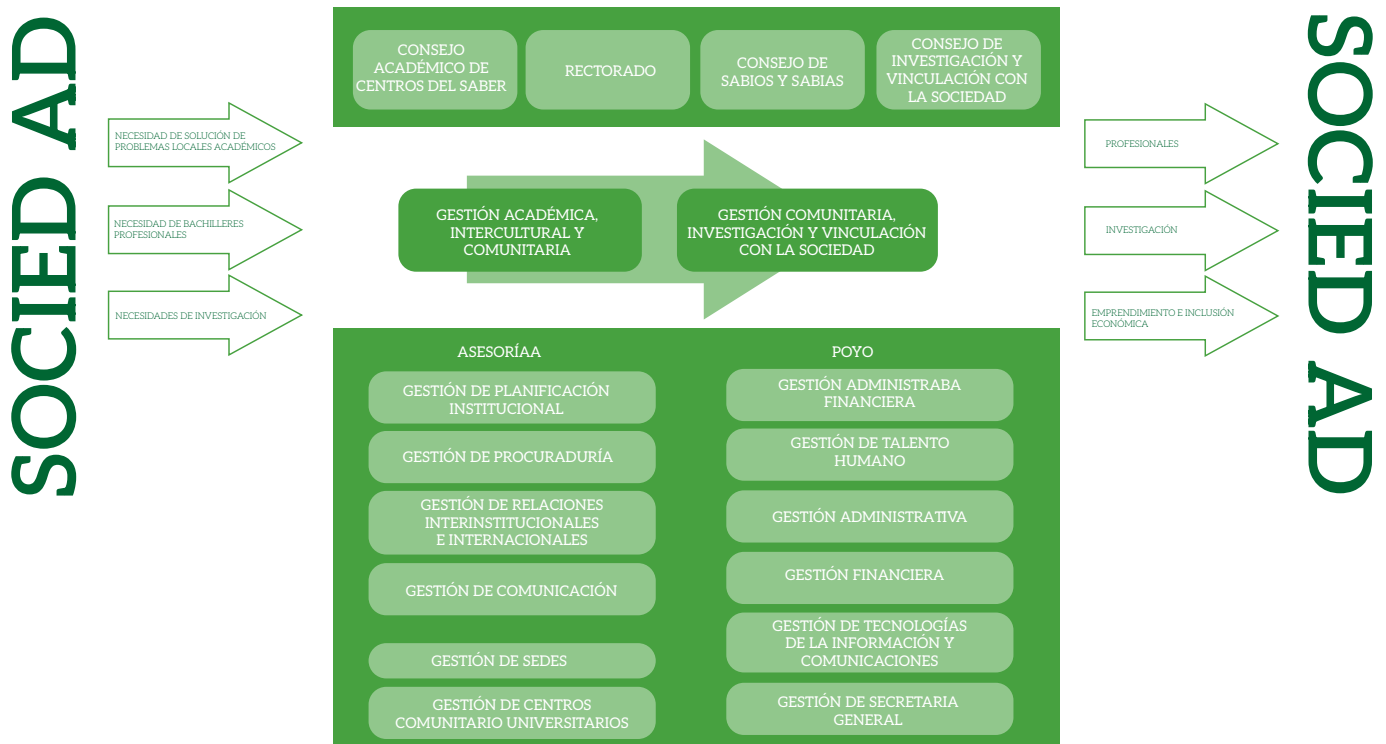 SOCIED AD
NECESIDAD DE SOLUCIÓN DE
PROBLEMAS LOCALES ACADÉMICOS
NECESIDAD DE BACHILLERES
PROFESIONALES
NECESIDADES DE INVESTIGACIÓN
CONSEJO
ACADÉMICO DE
CENTROS DEL SABER
RECTORADO
CONSEJO DE
SABIOS Y SABIAS
CONSEJO DE
INVESTIGACIÓN Y
VINCULACIÓN CON
LA SOCIEDAD
GESTIÓN ACADÉMICA,
INTERCULTURAL Y
COMUNITARIA
GESTIÓN COMUNITARIA,
INVESTIGACIÓN Y VINCULACIÓN
CON LA SOCIEDAD
ASESORÍAA
GESTIÓN DE PLANIFICACIÓN
INSTITUCIONAL
GESTIÓN DE PROCURADURÍA
GESTIÓN DE RELACIONES
INTERINSTITUCIONALES
E INTERNACIONALES
GESTIÓN DE COMUNICACIÓN
GESTIÓN DE SEDES
GESTIÓN DE CENTROS
COMUNITARIO UNIVERSITARIOS
POYO
GESTIÓN ADMINISTRABA
FINANCIERA
GESTIÓN DE TALENTO
HUMANO
GESTIÓN ADMINISTRATIVA
GESTIÓN FINANCIERA
GESTIÓN DE TECNOLOGÍAS
DE LA INFORMACIÓN Y
COMUNICACIONES
GESTIÓN DE SECRETARIA
GENERAL
PROFESIONALES
INVESTIGACIÓN
EMPRENDIMIENTO E INCLUSIÓN
ECONÓMICA
SOCIED AD